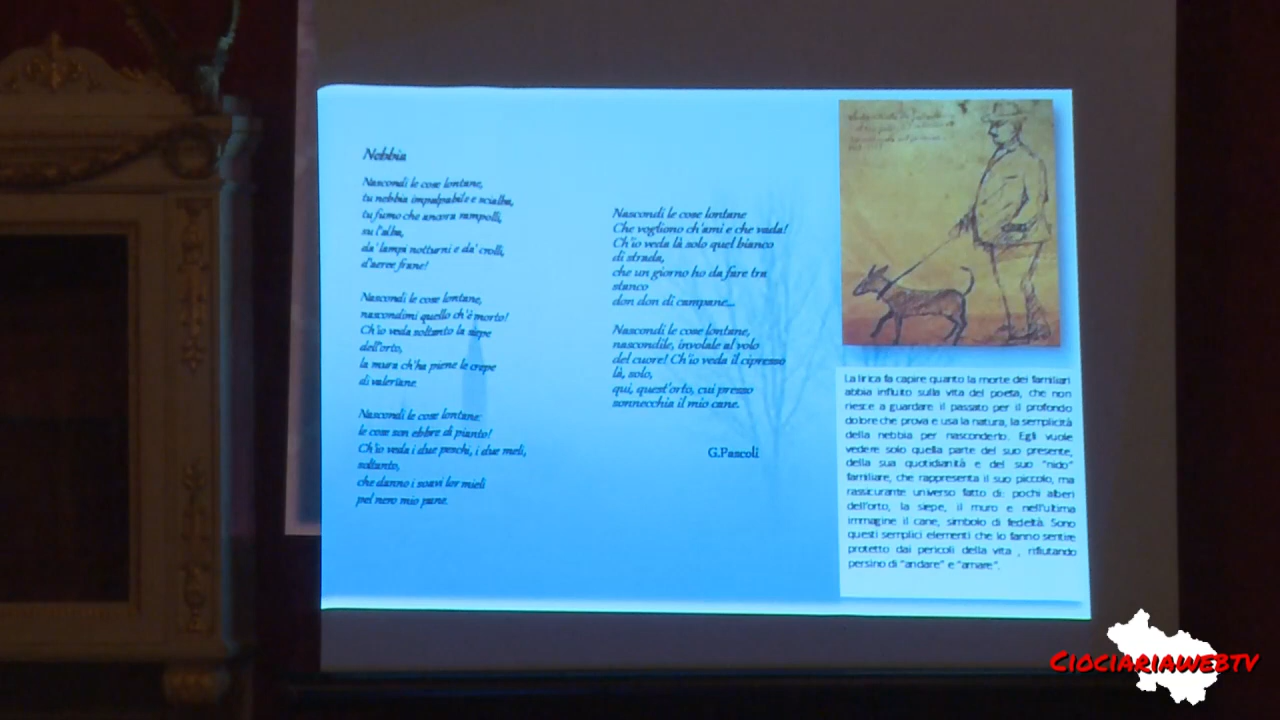 Nebbia
Nascondi le cose lontane,
tu nebbia impalpabile e scialba,
tu fumo che ancora rampolli,
su l'alba,
da' lampi notturni e da' crolli,
d'aeree frane!
Nascondi le cose lontane,
nascondimi quello ch'è morto!
Ch'io veda soltanto la siepe
dell'orto,
la mura ch'ha piene le crepe
di valeriane.
Nascondi le cose lontane:
le cose son ebbre di pianto!
Ch'io veda i due peschi, i due meli,
soltanto,
che danno i soavi lor mieli
pel nero mio pane.
Nascondi le cose lontane
Che vogliono ch'ami e che vada!
Ch'io veda là solo quel bianco
di strada,
che un giorno ho da fare tra
stanco
don don di campane...
Nascondi le cose lontane,
nascondile, involale al volo
del cuore! Ch'io veda il cipresso
là, solo,
qui, quest'orto, cui presso
sonnecchia il mio cane.
G.Pascoli
La lirica fa capire quanto la morte dei familiari
abbia influito sulla vita del poeta, che non
riesce a guardare il passato per il profondo
dolore che prova e usa la natura, la semplicità
della nebbia per nasconderlo. Egli vuole
vedere solo quella parte del suo presente,
della sua quotidianità e del suo "nido"
familiare, che rappresenta il suo piccolo, ma
rassicurante universo fatto di: pochi alberi
dell'orto, la siepe, il muro e nell'ultima
immagine il cane, simbolo di fedeltà. Sono
questi semplici elementi che lo fanno sentire
protetto dai pericoli della vita , rifiutando
persino di "andare" e "amare".
CIOCIARIAWEBTV